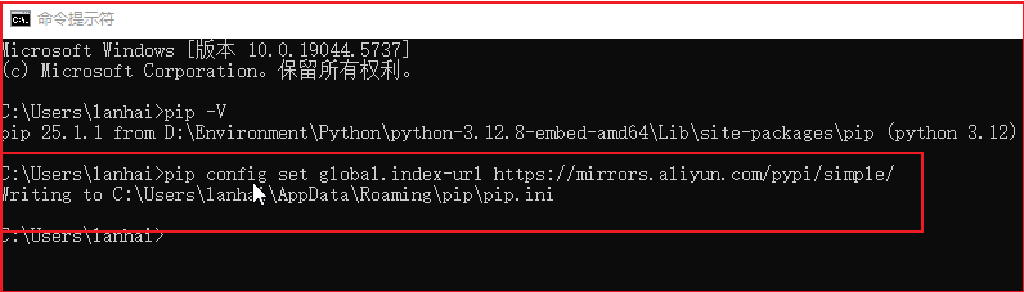 命令提示符
Microsoft Windows [版本 10.0.19044.5737]
(c) Microsoft Corporation。保留所有权利。
C:\Users\lanhai>pip -V
pip 25.1.1 from D:\Environment\Python\python-3.12.8-embed-amd64\Lib\site-packages\pip (python 3.12)
C:\Users\lanhai>pip config set global.index-url https://mirrors.aliyun.com/pypi/simple/
Writing to C:\Users\lanhai\AppData\Roaming\pip\pip.ini
C:\Users\lanhai>